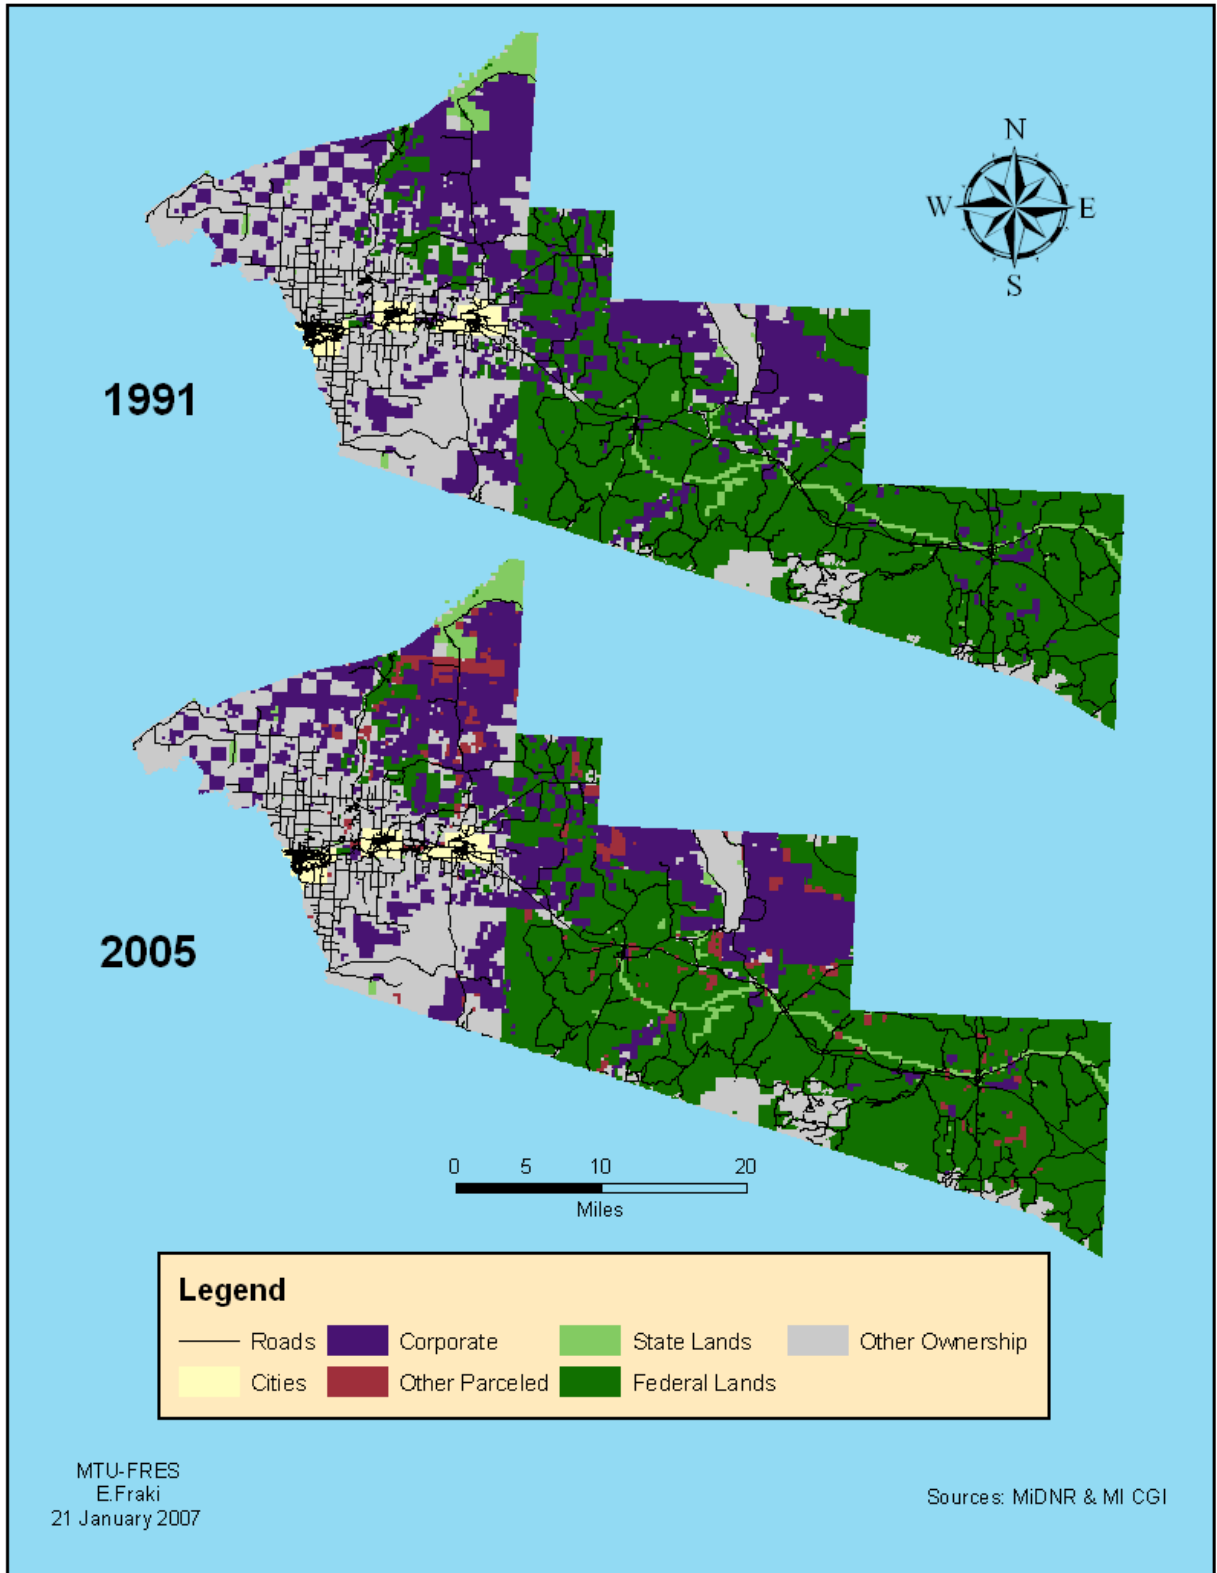 N
W E
S
1991
2005
0 5 10 20
Miles
Legend
Roads Corporate State Lands Other Ownership
Cities Other Parceled Federal Lands
MTU-FRES
E.Fraki
21 January 2007
Sources: MiDNR & MI CGI